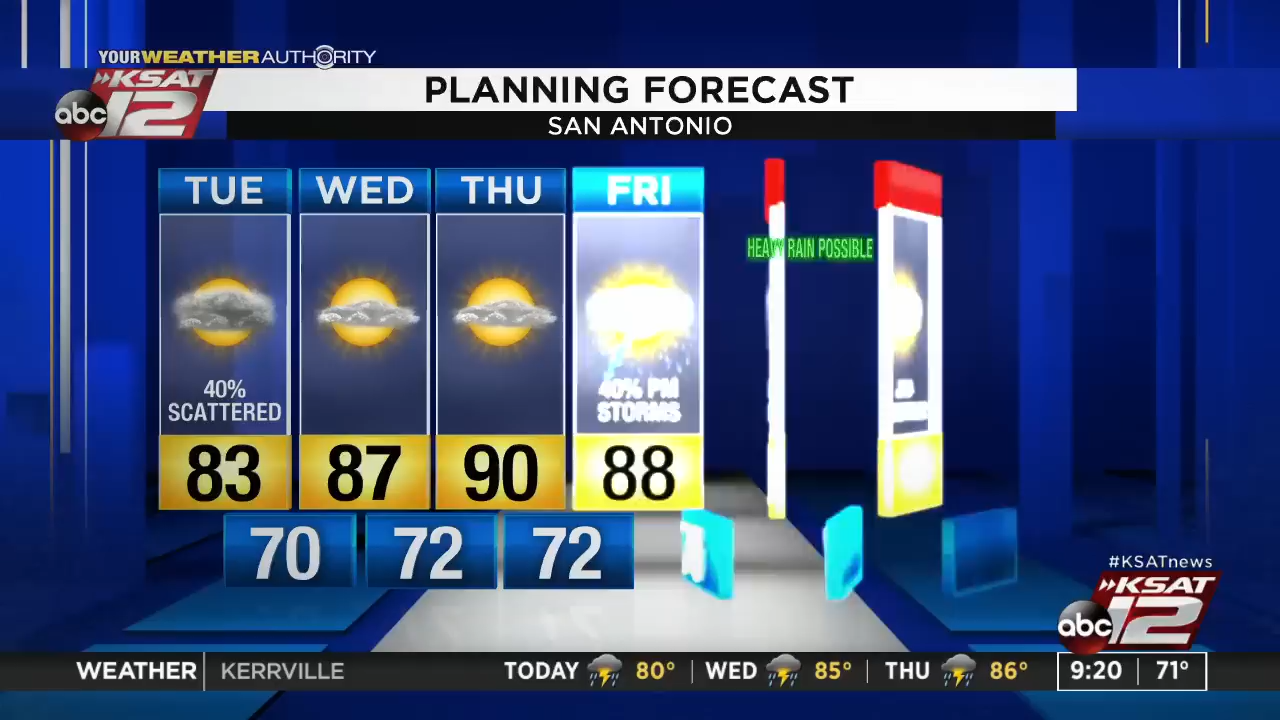 YOURWEATHERAUTHORITY
KSAT
abc 12
PLANNING FORECAST
SAN ANTONIO
TUE WED THU FRI
HEAVY RAIN POSSIBLE
40% 40% PM
SCATTERED STORMS
83 87 90 88
70 72 72
#KSATnews
KSAT
abc 12
WEATHER KERRVILLE TODAY 80° WED 85° THU 86° 9:20 71°